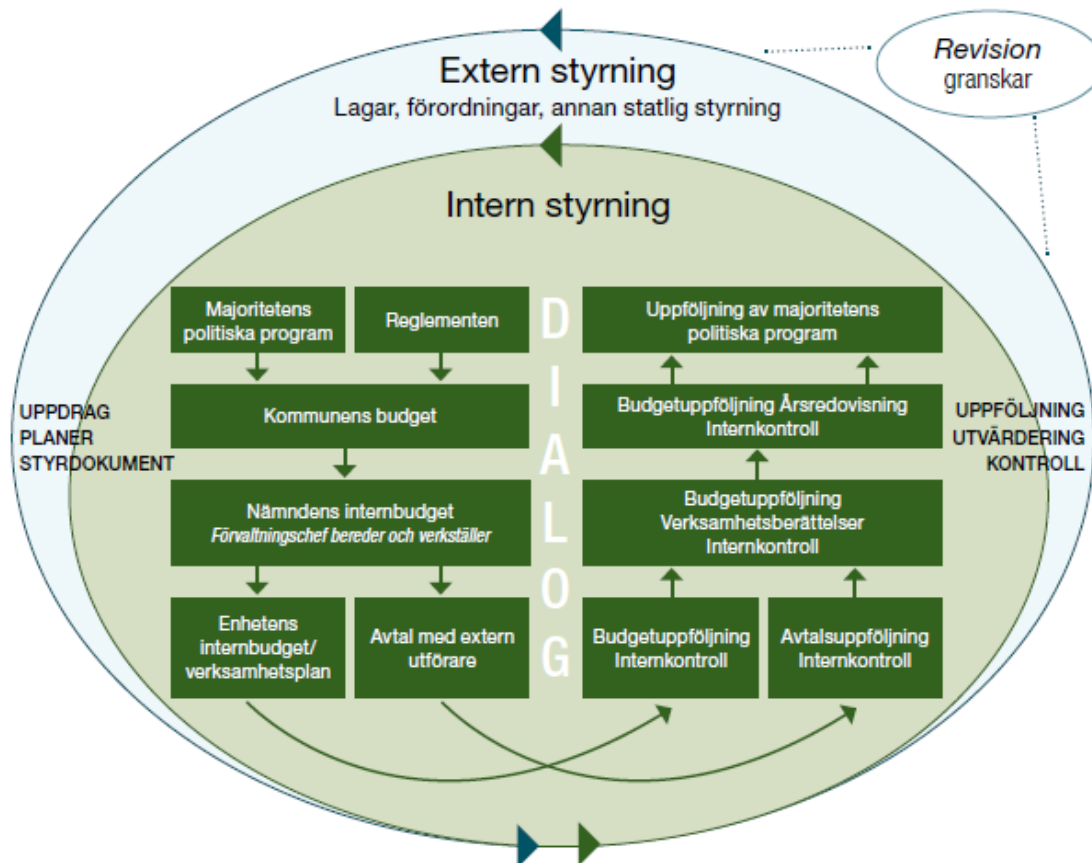 Extern styrning
Lagar, förordningar, annan statlig styrning
Revision
granskar
Intern styrning
UPPDRAG
PLANER
STYRDOKUMENT
Majoritetens
politiska program
Reglementen
Kommunens budget
Nämndens internbudget
Förvaltningschef bereder och verkställer
Enhetens
internbudget/
verksamhetsplan
Avtal med extern
utförare
D
I
A
L
O
G
Uppföljning av majoritetens
politiska program
Budgetuppföljning Årsredovisning
Internkontroll
Budgetuppföljning
Verksamhetsberättelser
Internkontroll
Budgetuppföljning
Internkontroll
Avtalsuppföljning
Internkontroll
UPPFÖLJNING
UTVÄRDERING
KONTROLL